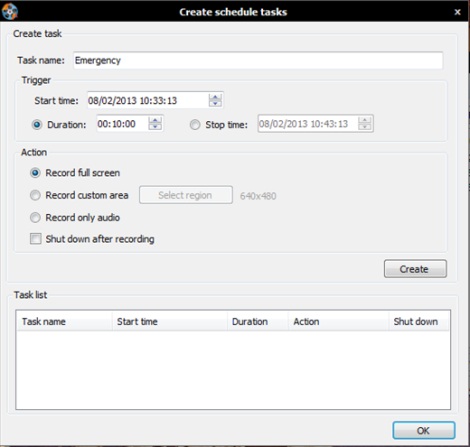 Create schedule tasks
Create task
Task name: Emergency
Trigger
Start time: 08/02/2013 10:33:13
Duration: 00:10:00 Stop time: 08/02/2013 10:43:13
Action
Record full screen
Record custom area Select region 640x480
Record only audio
Shut down after recording
Create
Task list
Task name Start time Duration Action Shut down
OK